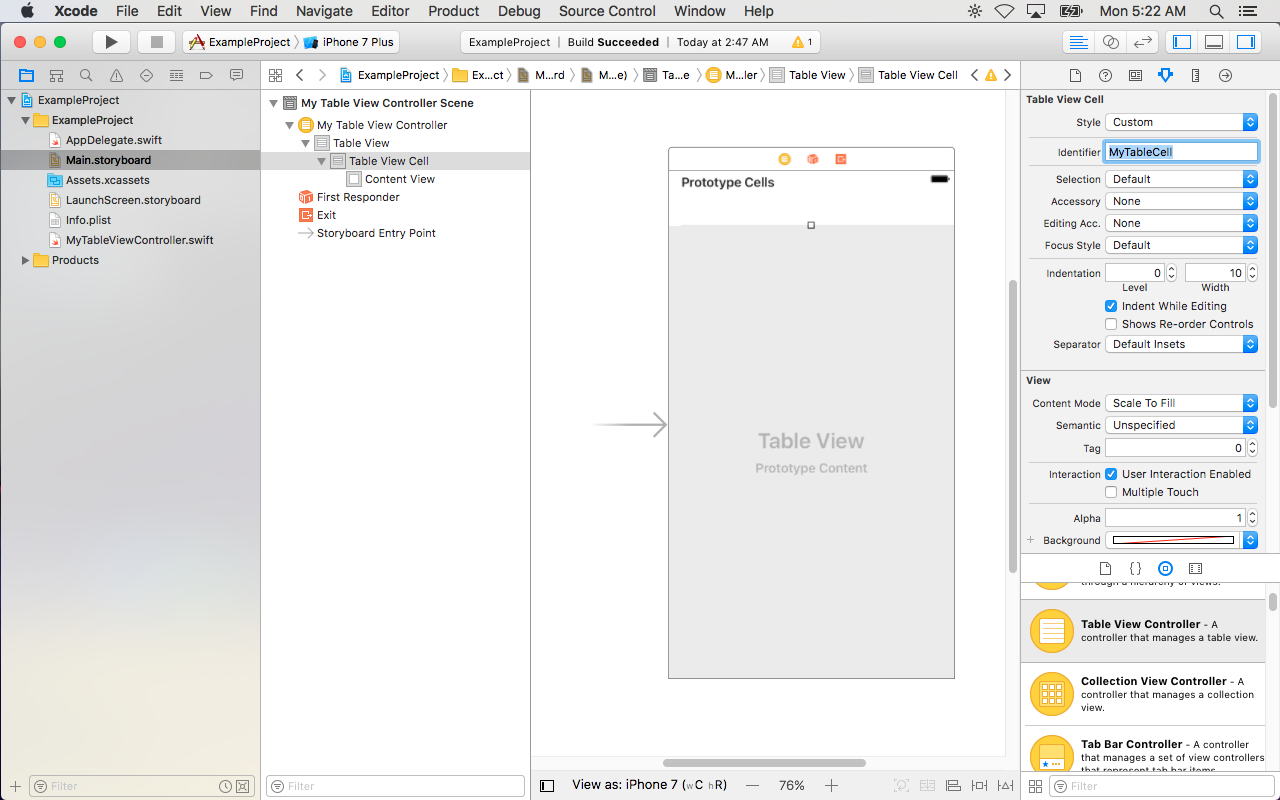 Xcode File Edit View Find Navigate Editor Product Debug Source Control Window Help Mon 5:22 AM
ExampleProject iPhone 7 Plus ExampleProject Build Succeeded Today at 2:47 AM 1
ExampleProject Ex...ct M...rd M...e) Ta...e M...ler Table View Table View Cell
ExampleProject
ExampleProject
AppDelegate.swift
Main.storyboard
Assets.xcassets
LaunchScreen.storyboard
Info.plist
MyTableViewController.swift
Products
Filter
My Table View Controller Scene
My Table View Controller
Table View
Table View Cell
Content View
First Responder
Exit
Storyboard Entry Point
Filter
Prototype Cells
Table View
Prototype Content
View as: iPhone 7 (wC hR) — 76% +
Table View Cell
Style Custom
Identifier MyTableCell
Selection Default
Accessory None
Editing Acc. None
Focus Style Default
Indentation 0 10
Level Width
Indent While Editing
Shows Re-order Controls
Separator Default Insets
View
Content Mode Scale To Fill
Semantic Unspecified
Tag 0
Interaction User Interaction Enabled
Multiple Touch
Alpha 1
+ Background
{}
through a hierarchy of views.
Table View Controller - A
controller that manages a table view.
Collection View Controller - A
controller that manages a collection
view.
Tab Bar Controller - A controller
that manages a set of view controllers
that represent tab bar items.
Filter